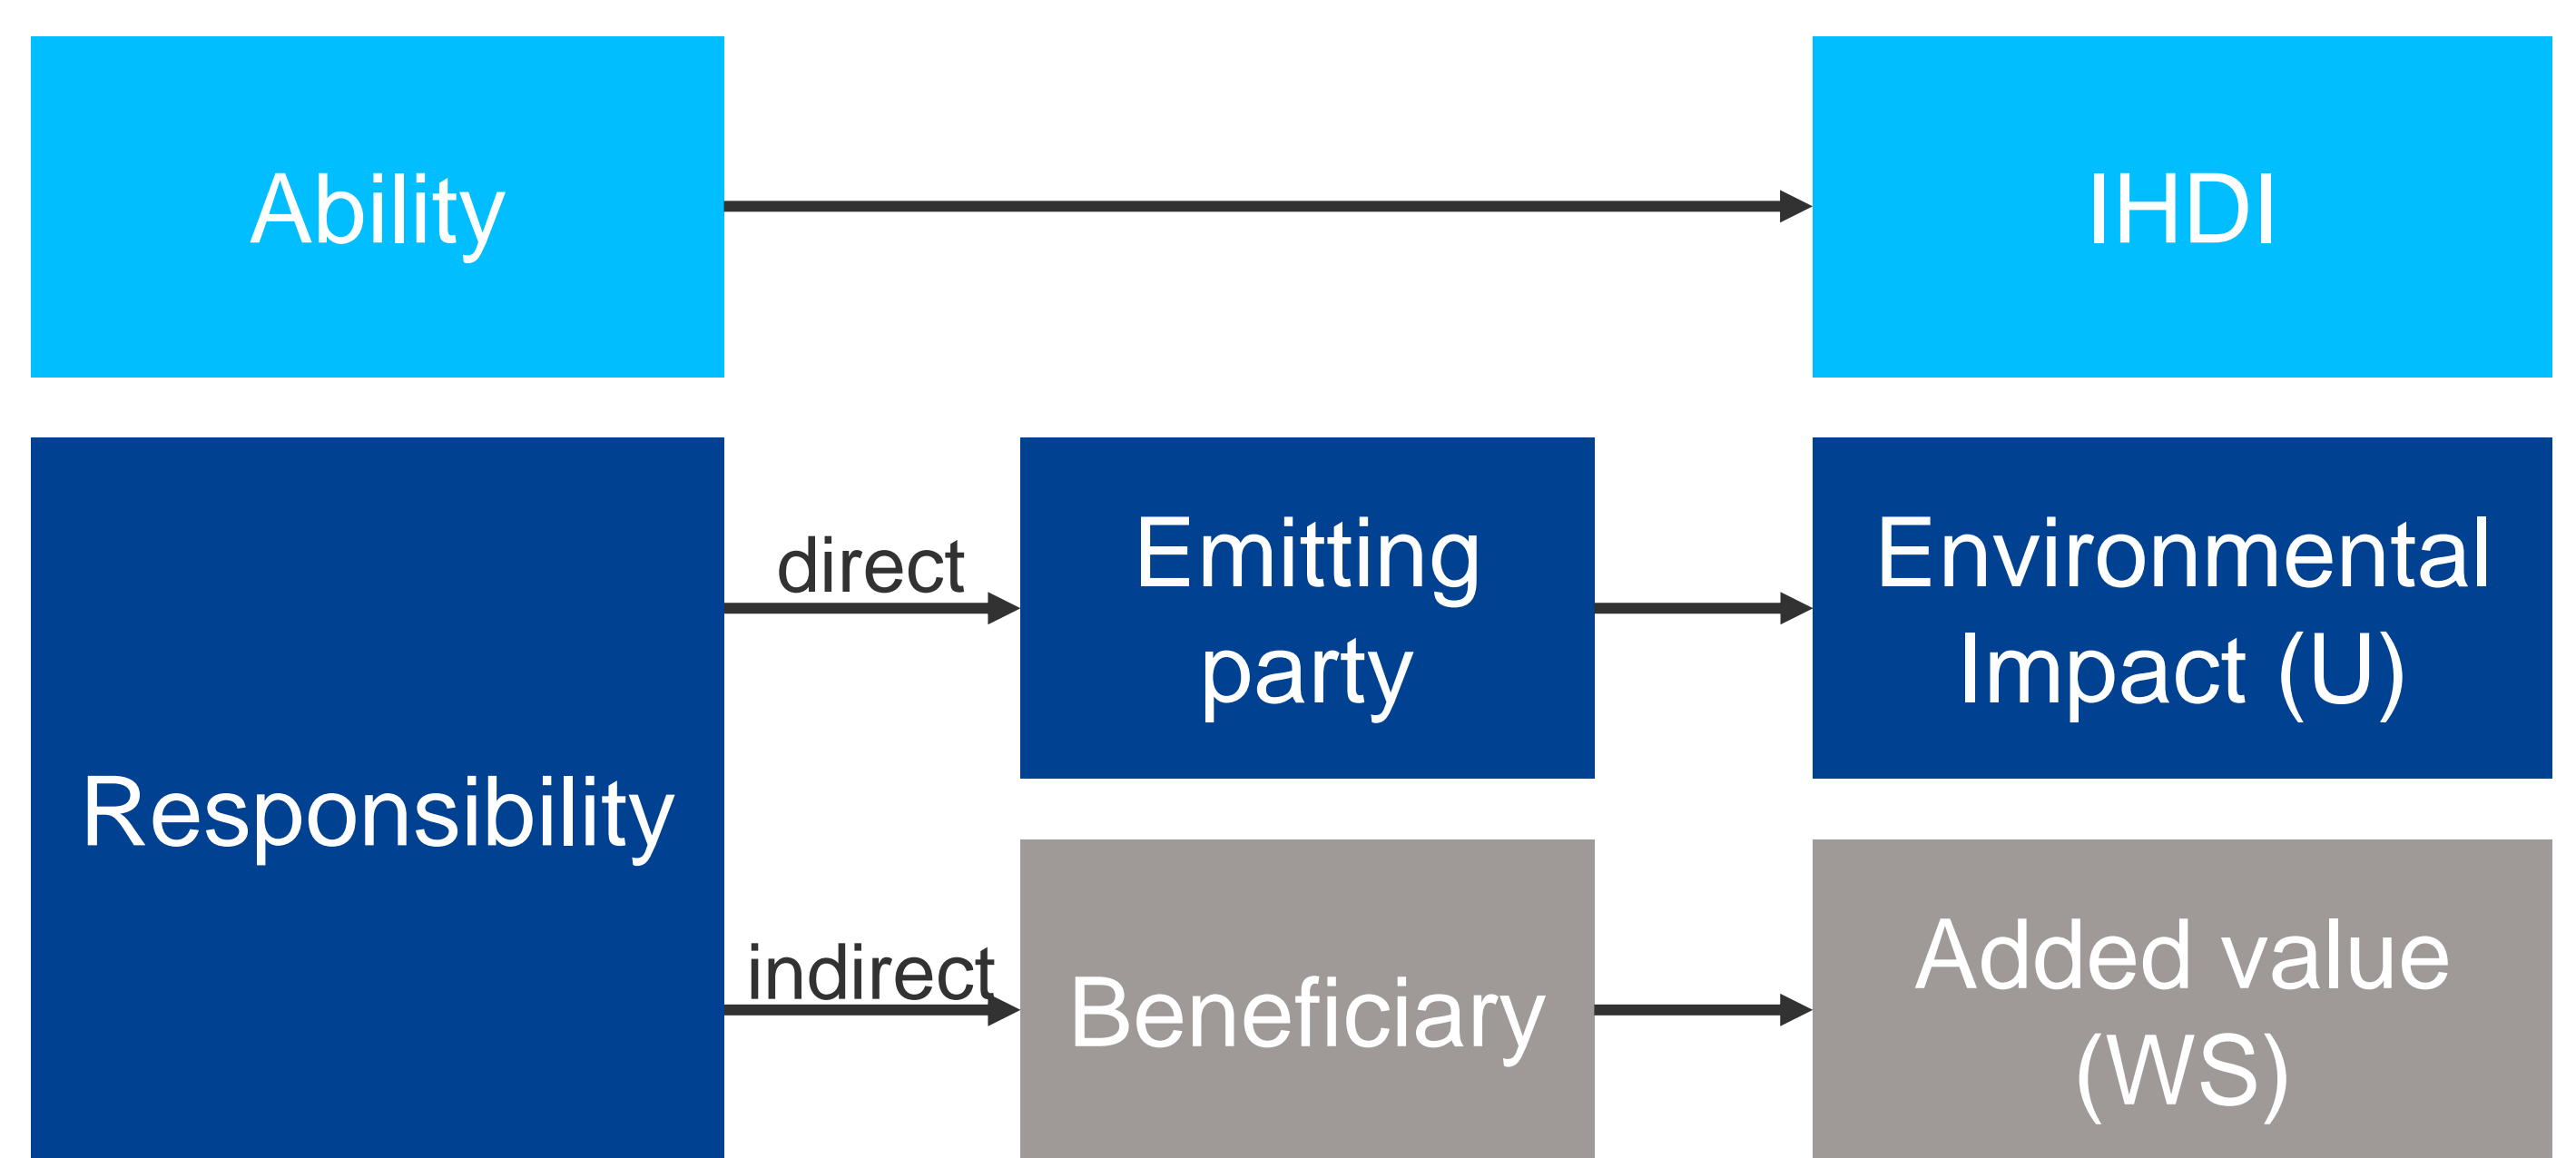 Ability
IHDI
direct
Emitting
party
Environmental
Impact (U)
Responsibility
indirect
Beneficiary
Added value
(WS)